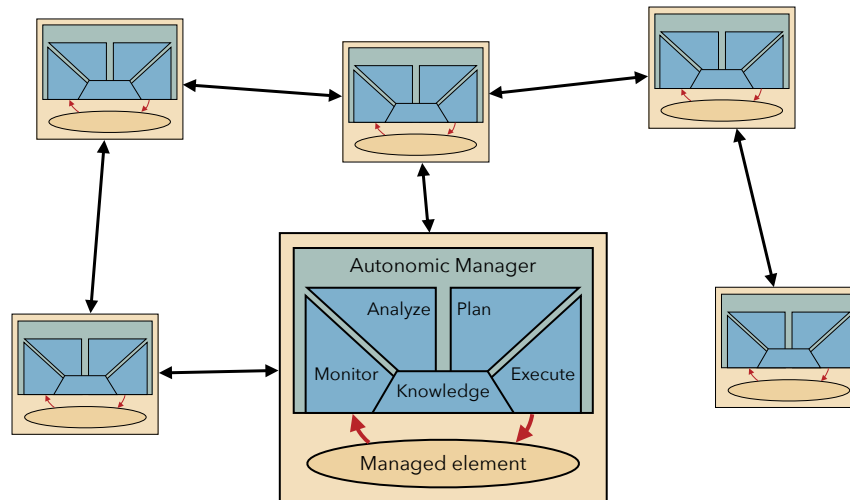 Autonomic Manager
Analyze Plan
Monitor Execute
Knowledge
Managed element